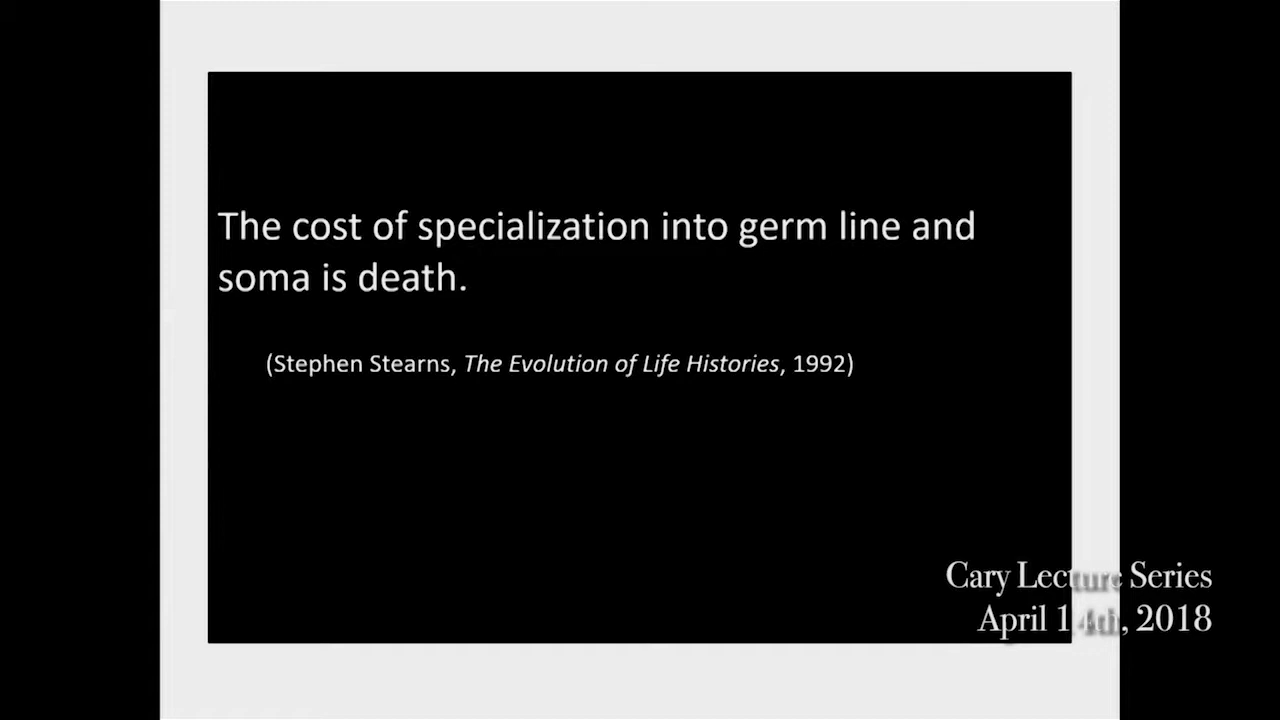 The cost of specialization into germ line and
soma is death.
(Stephen Stearns, The Evolution of Life Histories, 1992)
Cary Lecture Series
April 14th, 2018